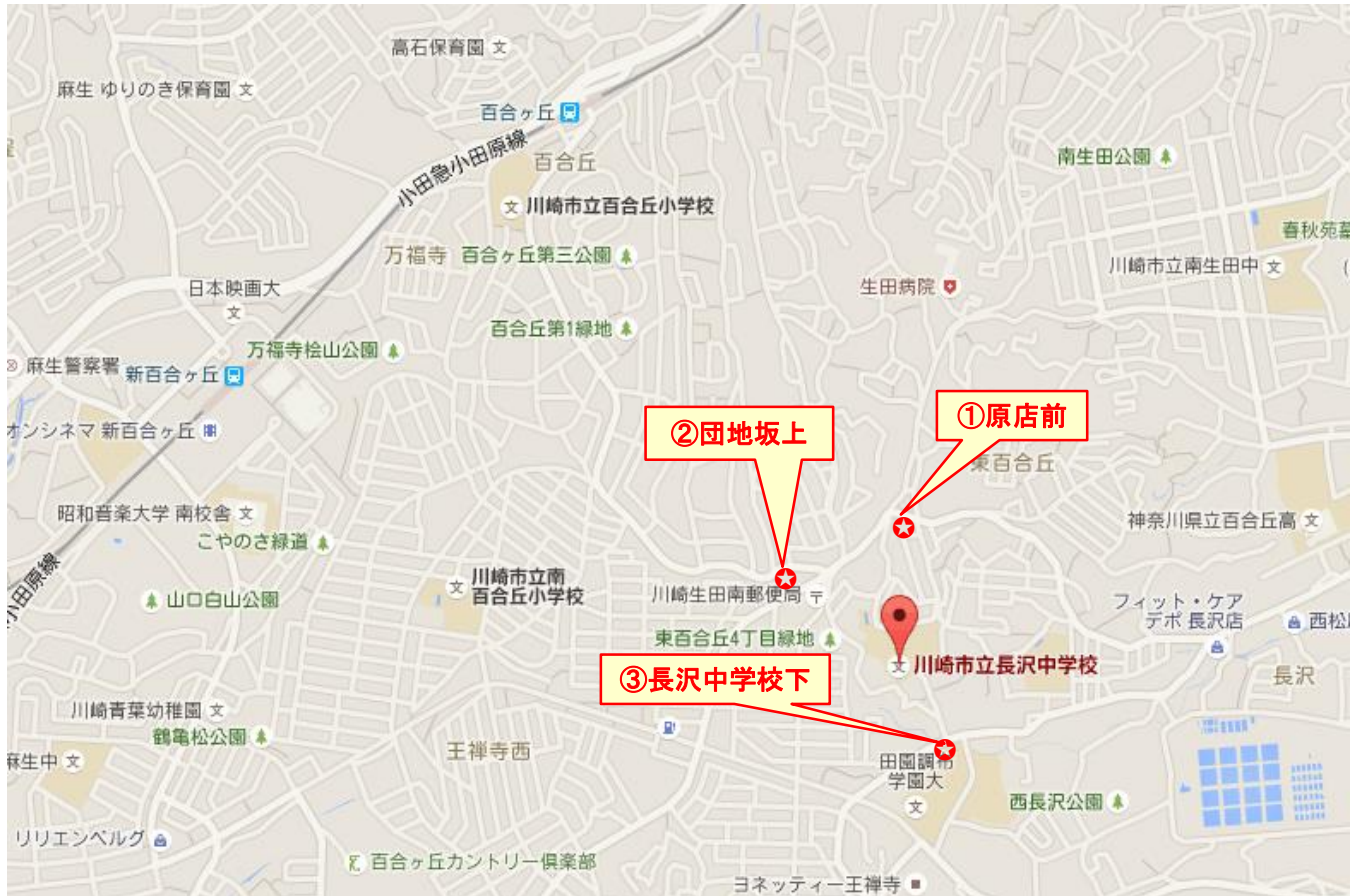 高石保育園
麻生 ゆりのき保育園
百合ヶ丘
小田急小田原線
百合丘
南生田公園
川崎市立百合丘小学校
春秋苑墓
万福寺
百合ヶ丘第三公園
川崎市立南生田中
(
日本映画大
生田病院
百合丘第1緑地
万福寺桧山公園
麻生警察署
新百合ヶ丘
①原店前
②団地坂上
オンシネマ 新百合ヶ丘
東百合丘
昭和音楽大学 南校舎
神奈川県立百合丘高
こやのさ緑道
小田原線
川崎市立南
百合丘小学校
川崎生田南郵便局
山口白山公園
フィット・ケア
デポ 長沢店
西松屋
東百合丘4丁目緑地
川崎市立長沢中学校
③長沢中学校下
長沢
川崎青葉幼稚園
鶴亀松公園
王禅寺西
麻生中
田園調布
学園大
西長沢公園
リリエンベルグ
百合ヶ丘カントリー倶楽部
ヨネッティー王禅寺